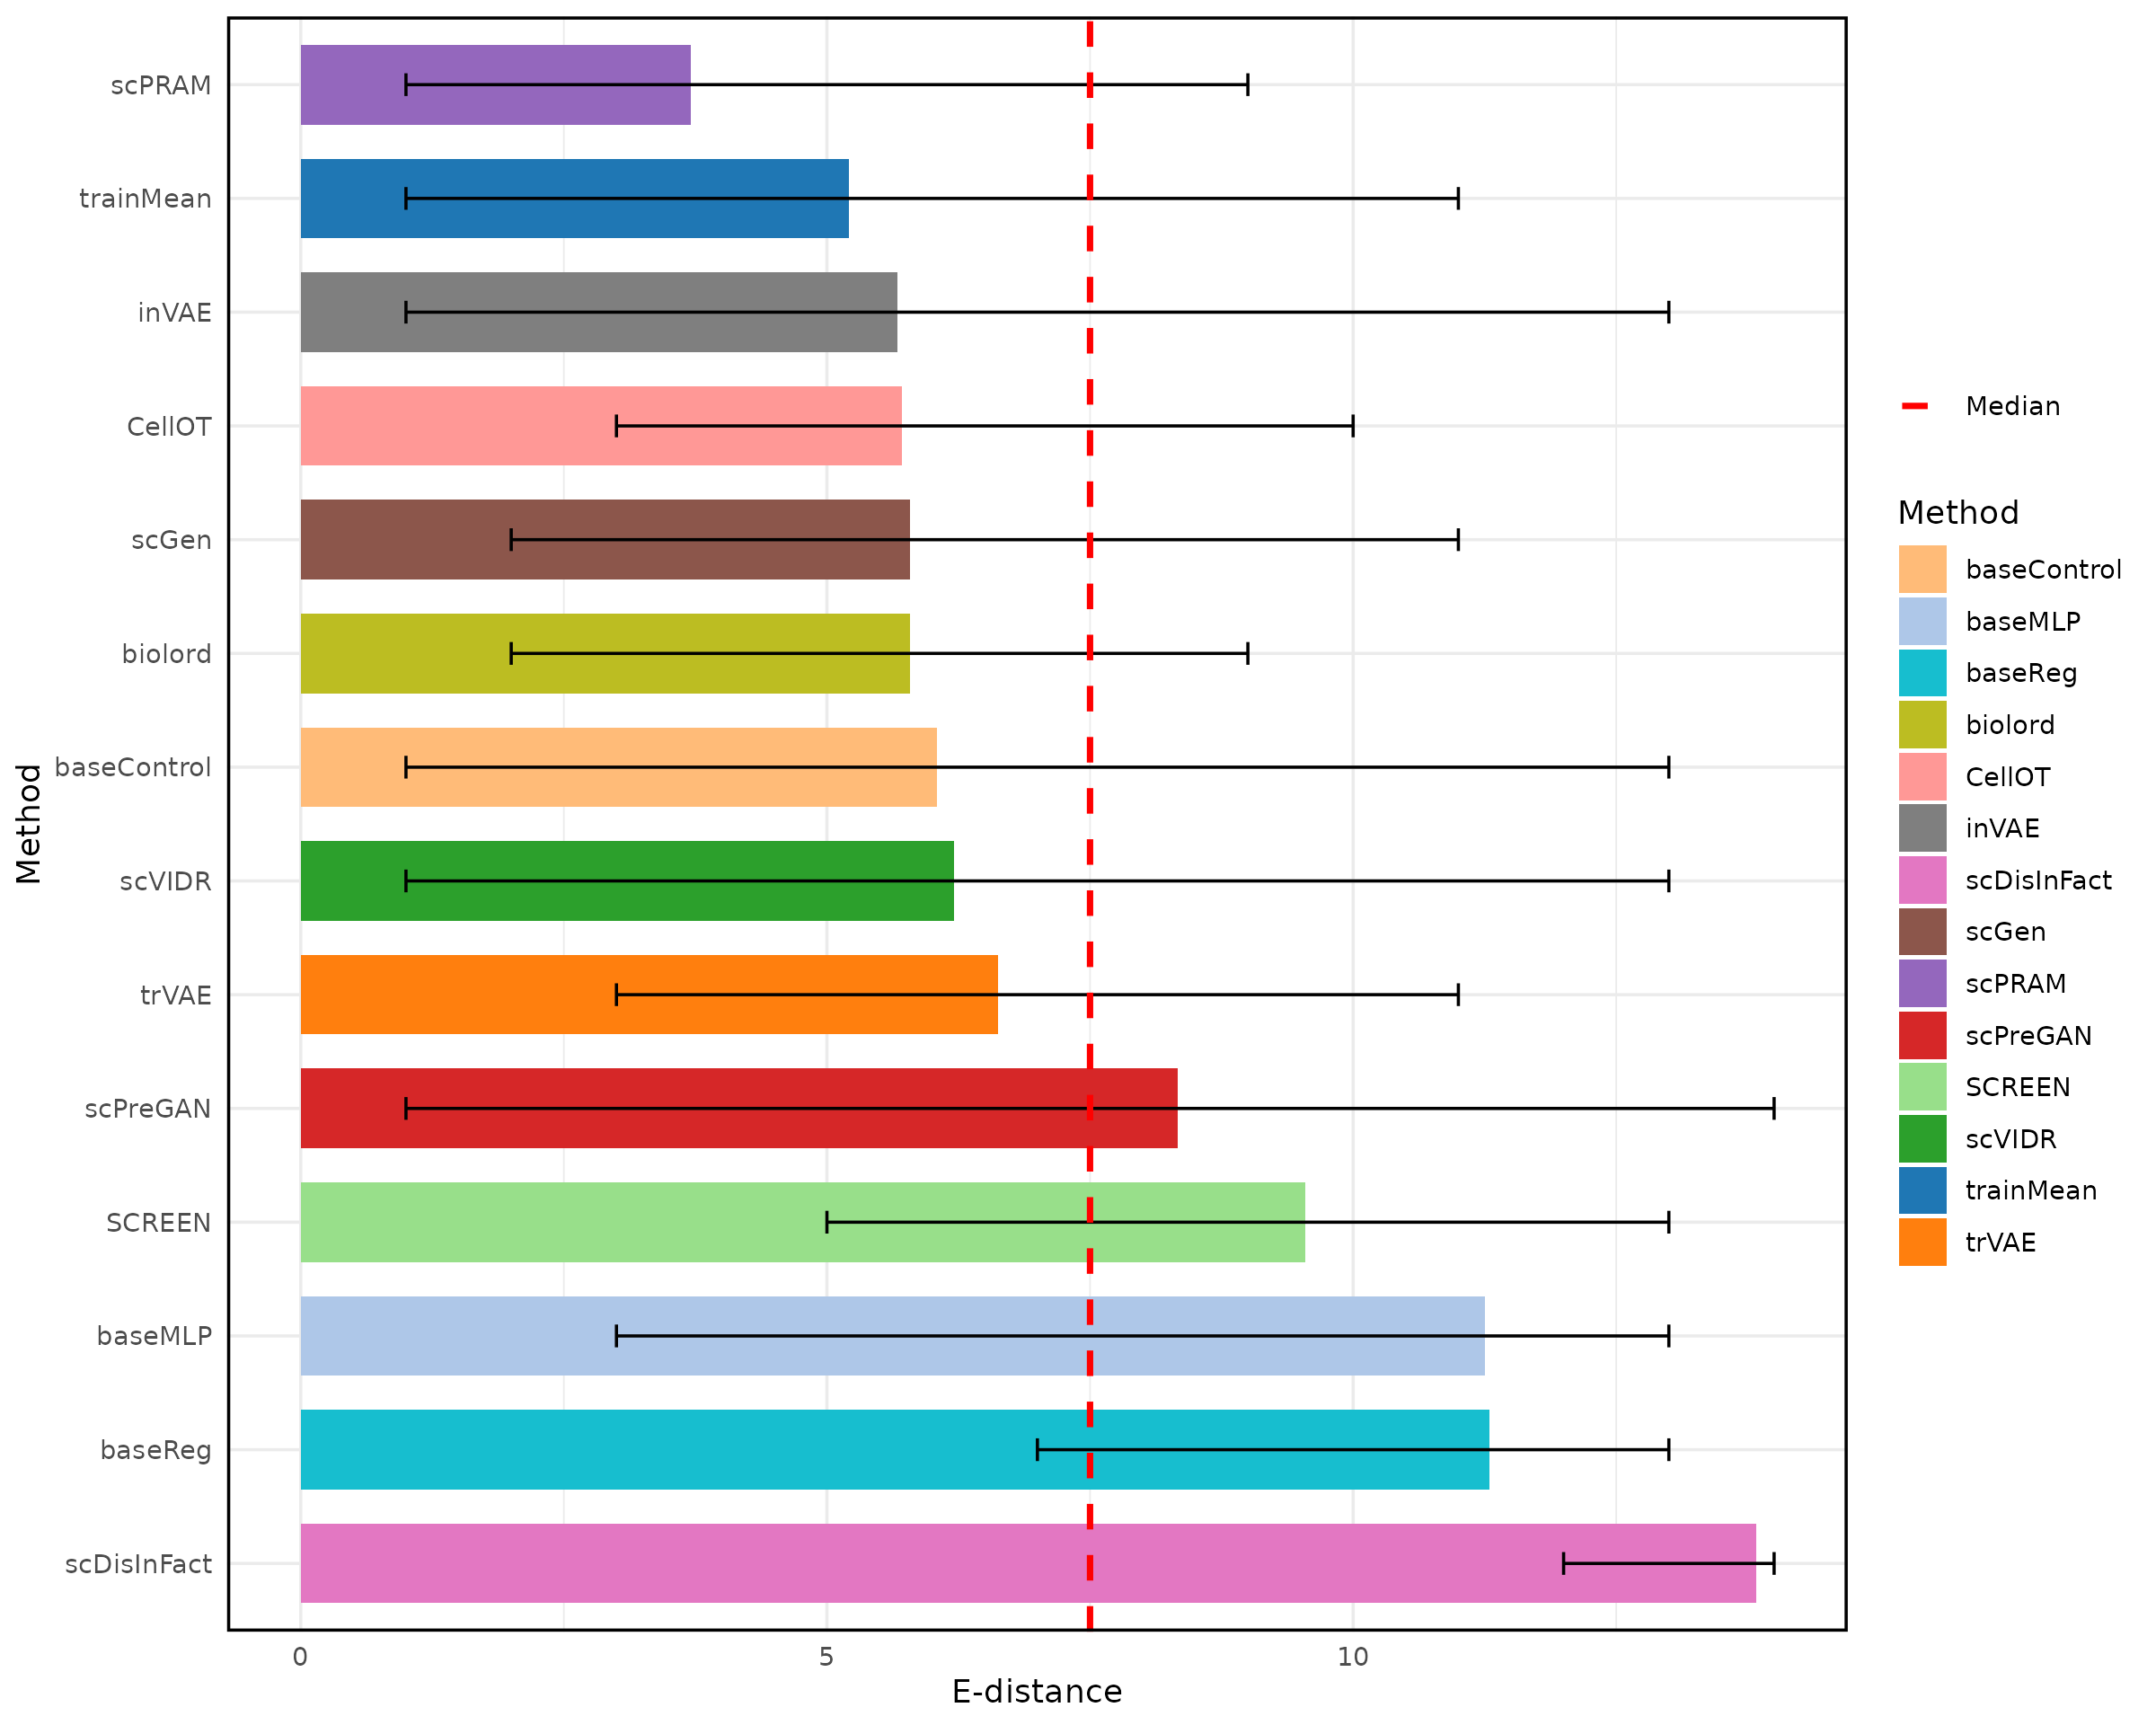 scPRAM
trainMean
inVAE
CellOT
scGen
biolord
baseControl
scVIDR
trVAE
scPreGAN
SCREEN
baseMLP
baseReg
scDisInFact
Method
0 5 10
E-distance
Median
Method
baseControl
baseMLP
baseReg
biolord
CellOT
inVAE
scDisInFact
scGen
scPRAM
scPreGAN
SCREEN
scVIDR
trainMean
trVAE